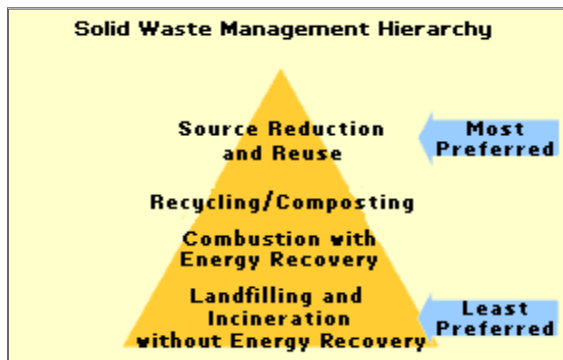 Solid Waste Management Hierarchy
Source Reduction
and Reuse
Most
Preferred
Recycling/Composting
Combustion with
Energy Recovery
Landfilling and
Incineration
without Energy Recovery
Least
Preferred